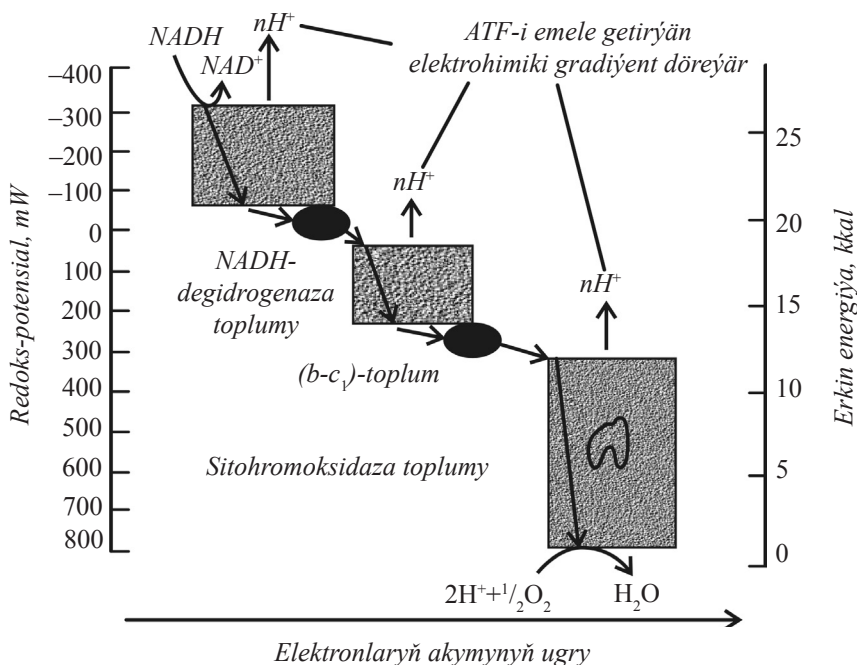 NADH
NAD⁺
nH⁺
ATF-i emele getirýän
elektrohimiki gradiýent döreýär
–400
–300
–200
–100
0
100
200
300
400
500
600
700
800
Redoks-potensial, mW
nH⁺
NADH-
degidrogenaza
toplumy
(b-c₁)-toplum
nH⁺
Sitohromoksidaza toplumy
25
20
15
10
5
0
Erkin energiýa, kkal
2H⁺+¹/₂O₂
H₂O
Elektronlaryň akymynyň ugry